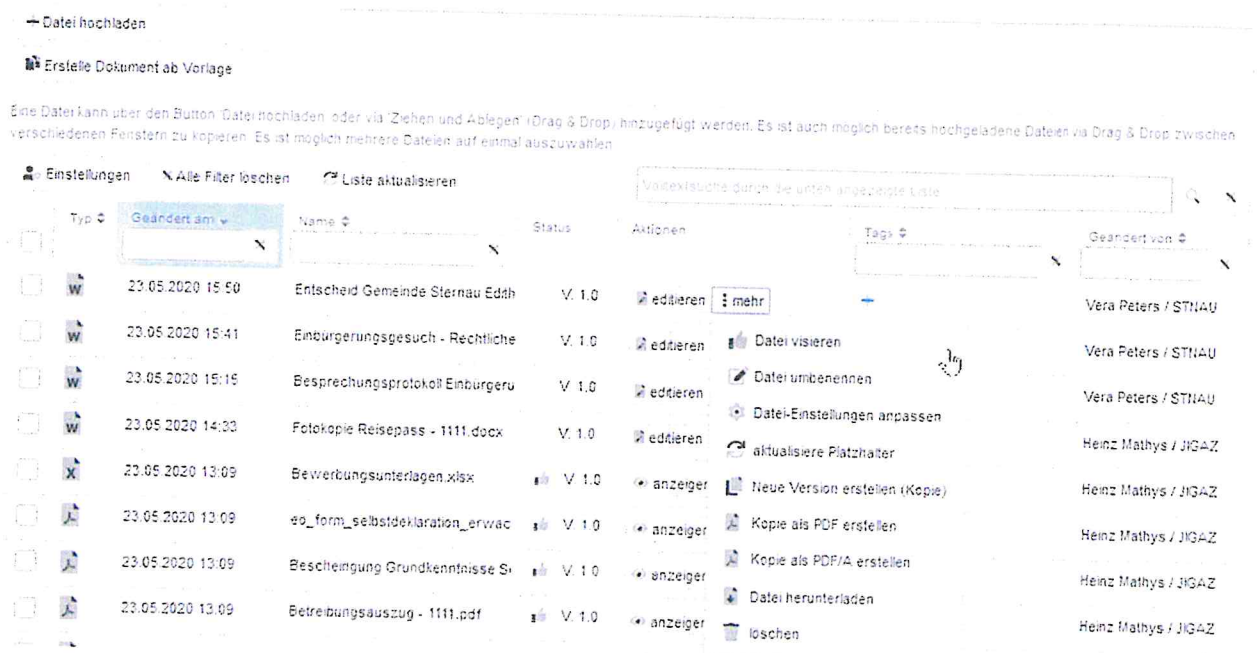 Datei hochladen
Erstelle Dokument ab Vorlage
Eine Datei kann über den Button 'Datei hochladen' oder via 'Ziehen und Ablegen' (Drag & Drop) hinzugefügt werden. Es ist auch möglich bereits hochgeladene Dateien via Drag & Drop zwischen
verschiedenen Fenstern zu kopieren. Es ist möglich mehrere Dateien auf einmal auszuwählen
Einstellungen Alle Filter löschen Liste aktualisieren Volltextsuche durch die unten angezeigte Liste
Typ Geändert am Name Status Aktionen Tags Geändert von
23.05.2020 15:50 Entscheid Gemeinde Sternau Edith V. 1.0 editieren mehr Vera Peters / STNAU
Datei visieren
23.05.2020 15:41 Einbürgerungsgesuch - Rechtliche V. 1.0 editieren Vera Peters / STNAU
Datei umbenennen
23.05.2020 15:15 Besprechungsprotokoll Einbürgeru V. 1.0 editieren Vera Peters / STNAU
Datei-Einstellungen anpassen
23.05.2020 14:33 Fotokopie Reisepass - 1111.docx V. 1.0 editieren Heinz Mathys / JIGAZ
aktualisiere Platzhalter
23.05.2020 13:09 Bewerbungsunterlagen.xlsx V. 1.0 anzeiger Heinz Mathys / JIGAZ
Neue Version erstellen (Kopie)
23.05.2020 13:09 eo_form_selbstdeklaration_erwac V. 1.0 anzeiger Heinz Mathys / JIGAZ
Kopie als PDF erstellen
Kopie als PDF/A erstellen
23.05.2020 13:09 Bescheingung Grundkenntnisse S V. 1.0 anzeiger Heinz Mathys / JIGAZ
Datei herunterladen
23.05.2020 13:09 Betreibungsauszug - 1111.pdf V. 1.0 anzeiger Heinz Mathys / JIGAZ
löschen